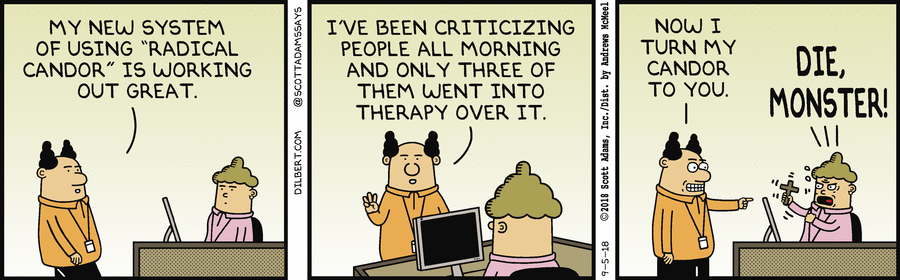 MY NEW SYSTEM
OF USING "RADICAL
CANDOR" IS WORKING
OUT GREAT.
DILBERT.COM @SCOTTADAMSSAYS
I'VE BEEN CRITICIZING
PEOPLE ALL MORNING
AND ONLY THREE OF
THEM WENT INTO
THERAPY OVER IT.
9-5-18 ©2018 Scott Adams, Inc./Dist. by Andrews McMeel
NOW I
TURN MY
CANDOR
TO YOU.
DIE,
MONSTER!